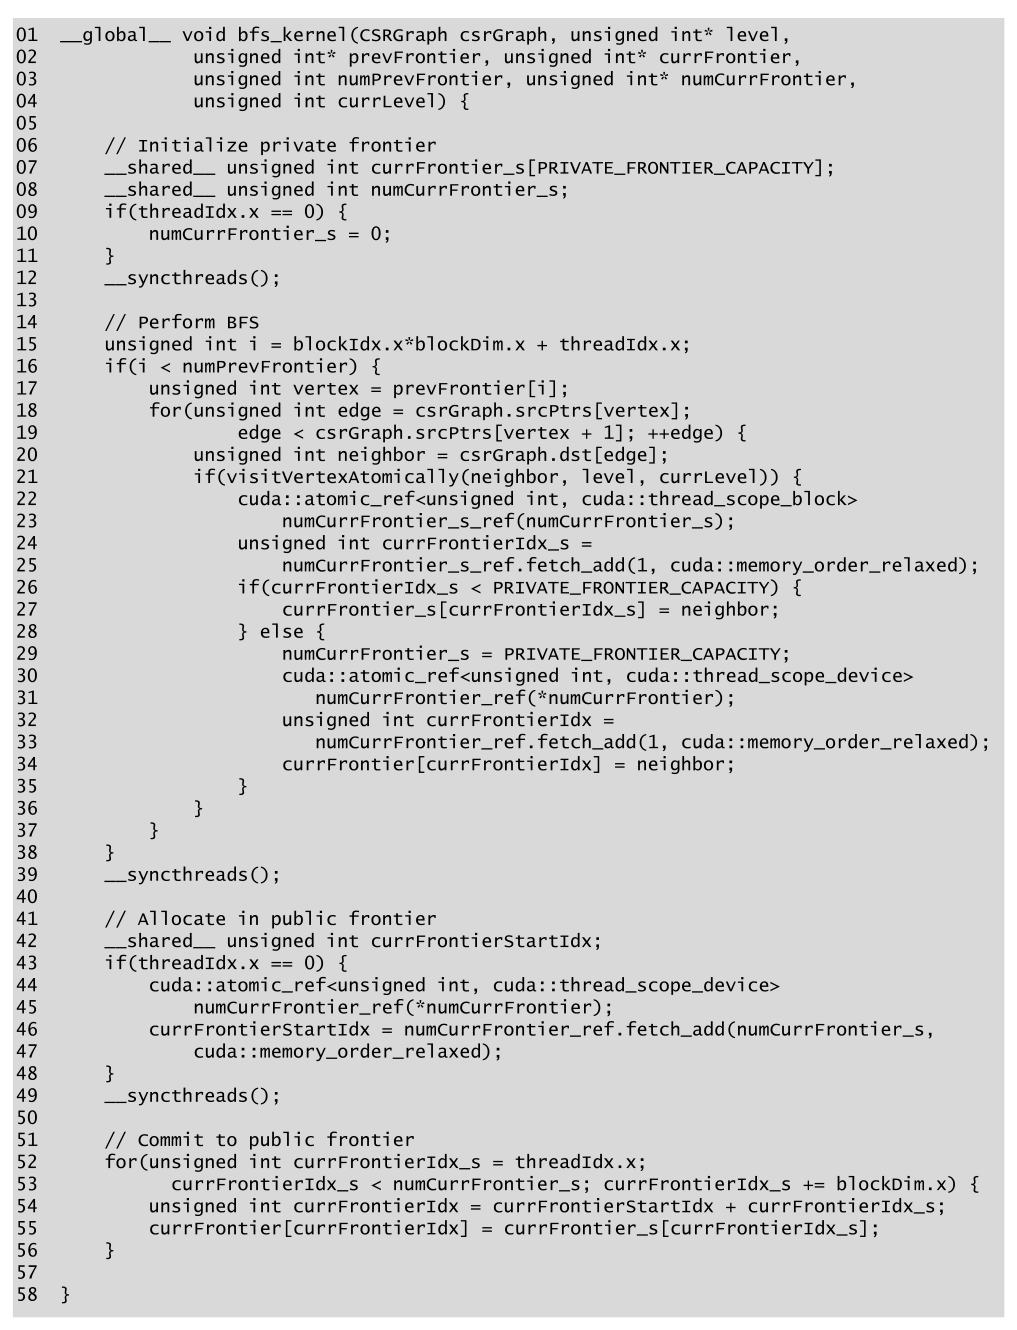 01  __global__ void bfs_kernel(CSRGraph csrGraph, unsigned int* level,
02              unsigned int* prevFrontier, unsigned int* currFrontier,
03              unsigned int numPrevFrontier, unsigned int* numCurrFrontier,
04              unsigned int currLevel) {
05
06      // Initialize private frontier
07      __shared__ unsigned int currFrontier_s[PRIVATE_FRONTIER_CAPACITY];
08      __shared__ unsigned int numCurrFrontier_s;
09      if(threadIdx.x == 0) {
10          numCurrFrontier_s = 0;
11      }
12      __syncthreads();
13
14      // Perform BFS
15      unsigned int i = blockIdx.x*blockDim.x + threadIdx.x;
16      if(i < numPrevFrontier) {
17          unsigned int vertex = prevFrontier[i];
18          for(unsigned int edge = csrGraph.srcPtrs[vertex];
19                  edge < csrGraph.srcPtrs[vertex + 1]; ++edge) {
20              unsigned int neighbor = csrGraph.dst[edge];
21              if(visitVertexAtomically(neighbor, level, currLevel)) {
22                  cuda::atomic_ref<unsigned int, cuda::thread_scope_block>
23                      numCurrFrontier_s_ref(numCurrFrontier_s);
24                  unsigned int currFrontierIdx_s =
25                      numCurrFrontier_s_ref.fetch_add(1, cuda::memory_order_relaxed);
26                  if(currFrontierIdx_s < PRIVATE_FRONTIER_CAPACITY) {
27                      currFrontier_s[currFrontierIdx_s] = neighbor;
28                  } else {
29                      numCurrFrontier_s = PRIVATE_FRONTIER_CAPACITY;
30                      cuda::atomic_ref<unsigned int, cuda::thread_scope_device>
31                         numCurrFrontier_ref(*numCurrFrontier);
32                      unsigned int currFrontierIdx =
33                         numCurrFrontier_ref.fetch_add(1, cuda::memory_order_relaxed);
34                      currFrontier[currFrontierIdx] = neighbor;
35                  }
36              }
37          }
38      }
39      __syncthreads();
40
41      // Allocate in public frontier
42      __shared__ unsigned int currFrontierStartIdx;
43      if(threadIdx.x == 0) {
44          cuda::atomic_ref<unsigned int, cuda::thread_scope_device>
45              numCurrFrontier_ref(*numCurrFrontier);
46          currFrontierStartIdx = numCurrFrontier_ref.fetch_add(numCurrFrontier_s,
47              cuda::memory_order_relaxed);
48      }
49      __syncthreads();
50
51      // Commit to public frontier
52      for(unsigned int currFrontierIdx_s = threadIdx.x;
53            currFrontierIdx_s < numCurrFrontier_s; currFrontierIdx_s += blockDim.x) {
54          unsigned int currFrontierIdx = currFrontierStartIdx + currFrontierIdx_s;
55          currFrontier[currFrontierIdx] = currFrontier_s[currFrontierIdx_s];
56      }
57
58  }